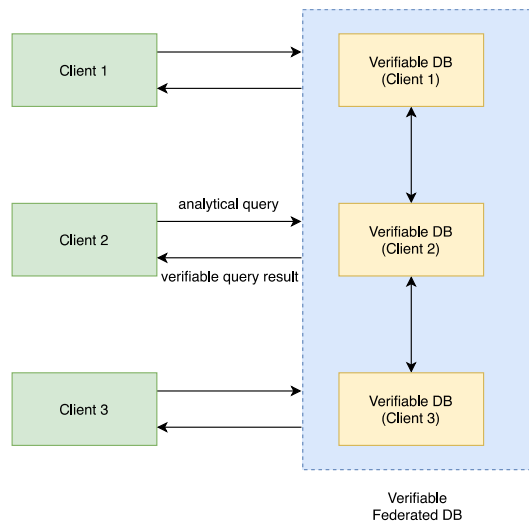 Client 1
Verifiable DB
(Client 1)
analytical query
Client 2
Verifiable DB
(Client 2)
verifiable query result
Client 3
Verifiable DB
(Client 3)
Verifiable
Federated DB